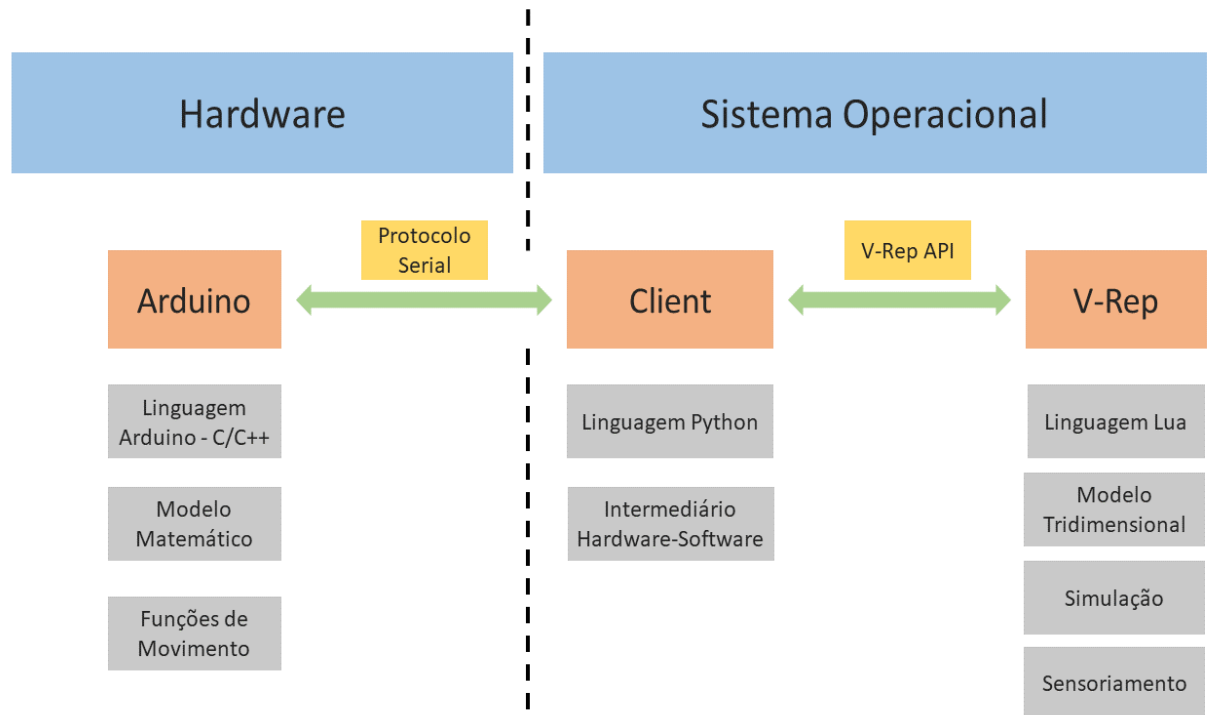 Hardware
Sistema Operacional
Protocolo
Serial
V-Rep API
Arduino
Client
V-Rep
Linguagem
Arduino - C/C++
Linguagem Python
Linguagem Lua
Modelo
Matemático
Intermediário
Hardware-Software
Modelo
Tridimensional
Funções de
Movimento
Simulação
Sensoriamento